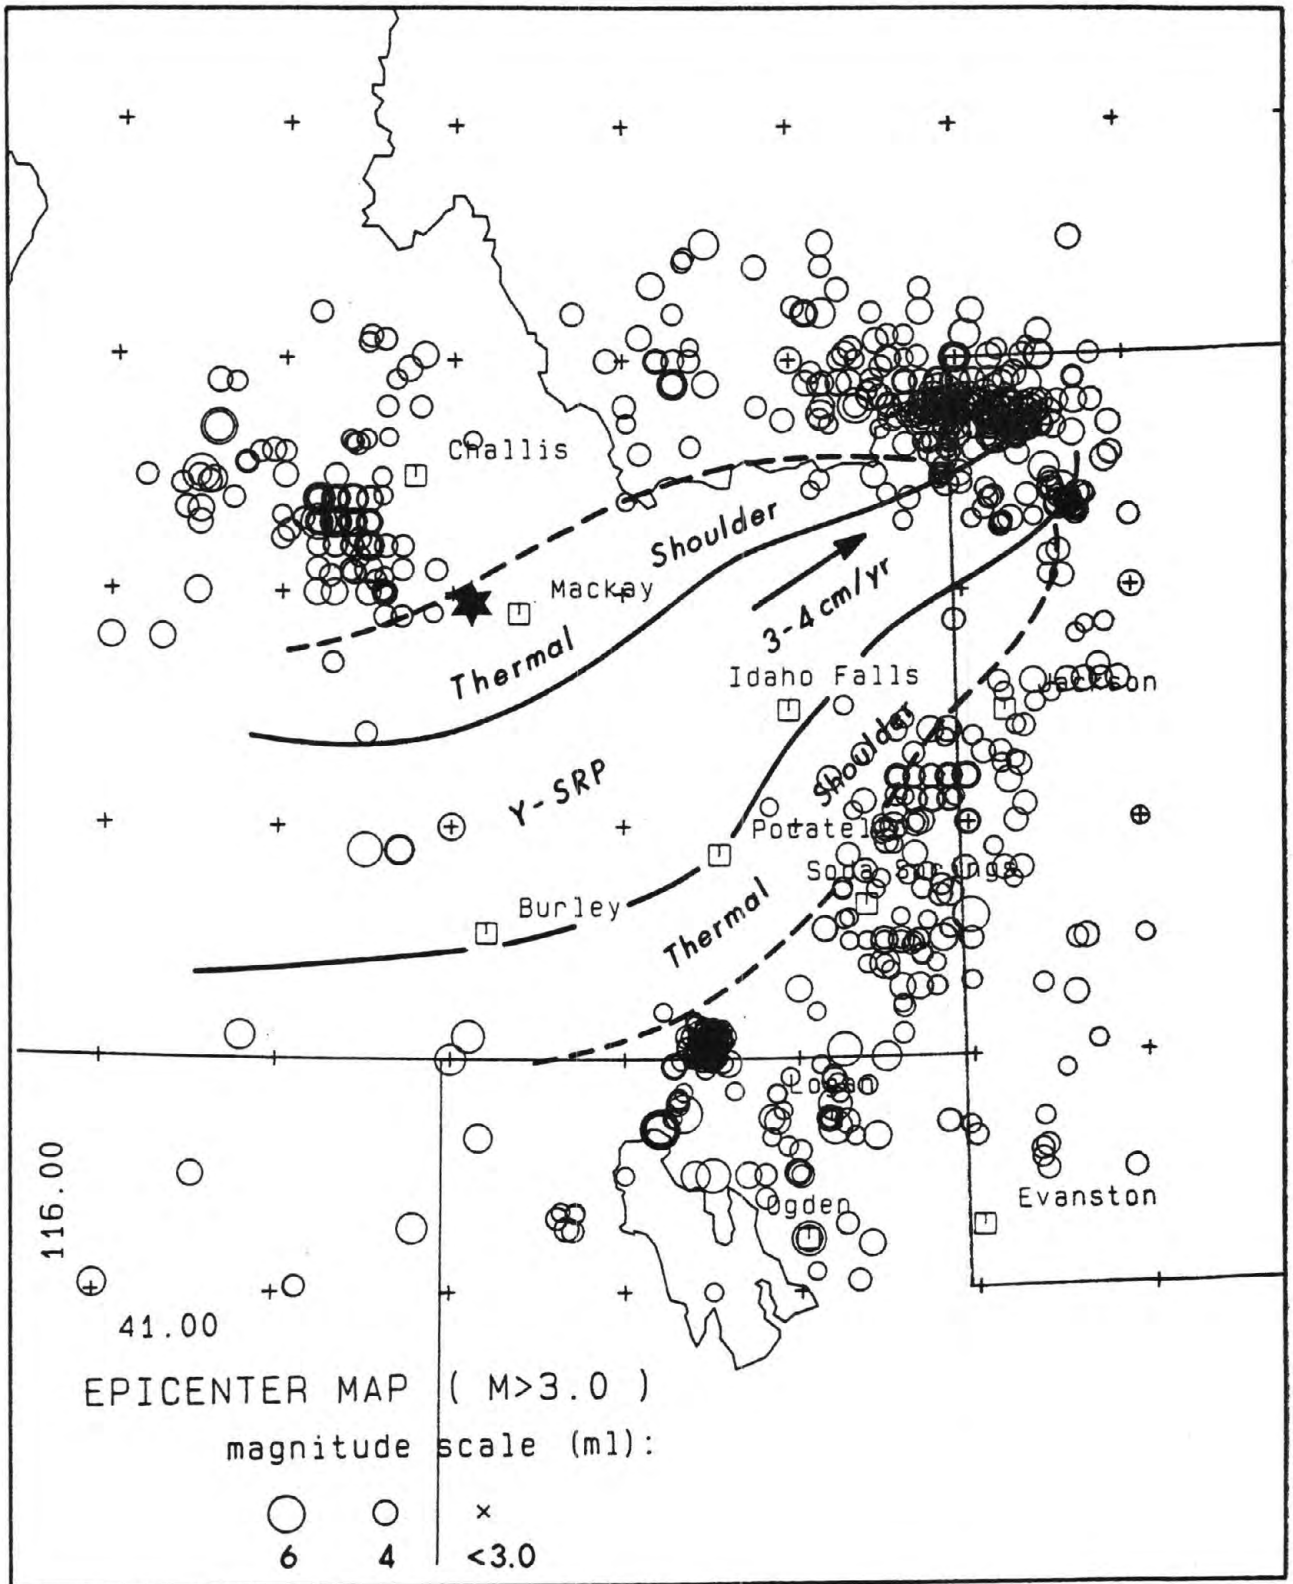 Challis
Shoulder
Mackay
3-4 cm/yr
Thermal
Idaho Falls
Jackson
Shoulder
Y-SRP
Pocatello
Soda Springs
Burley
Thermal
Logan
116.00
Evanston
Ogden
41.00
EPICENTER MAP ( M>3.0 )
magnitude scale (ml):
6 4 <3.0